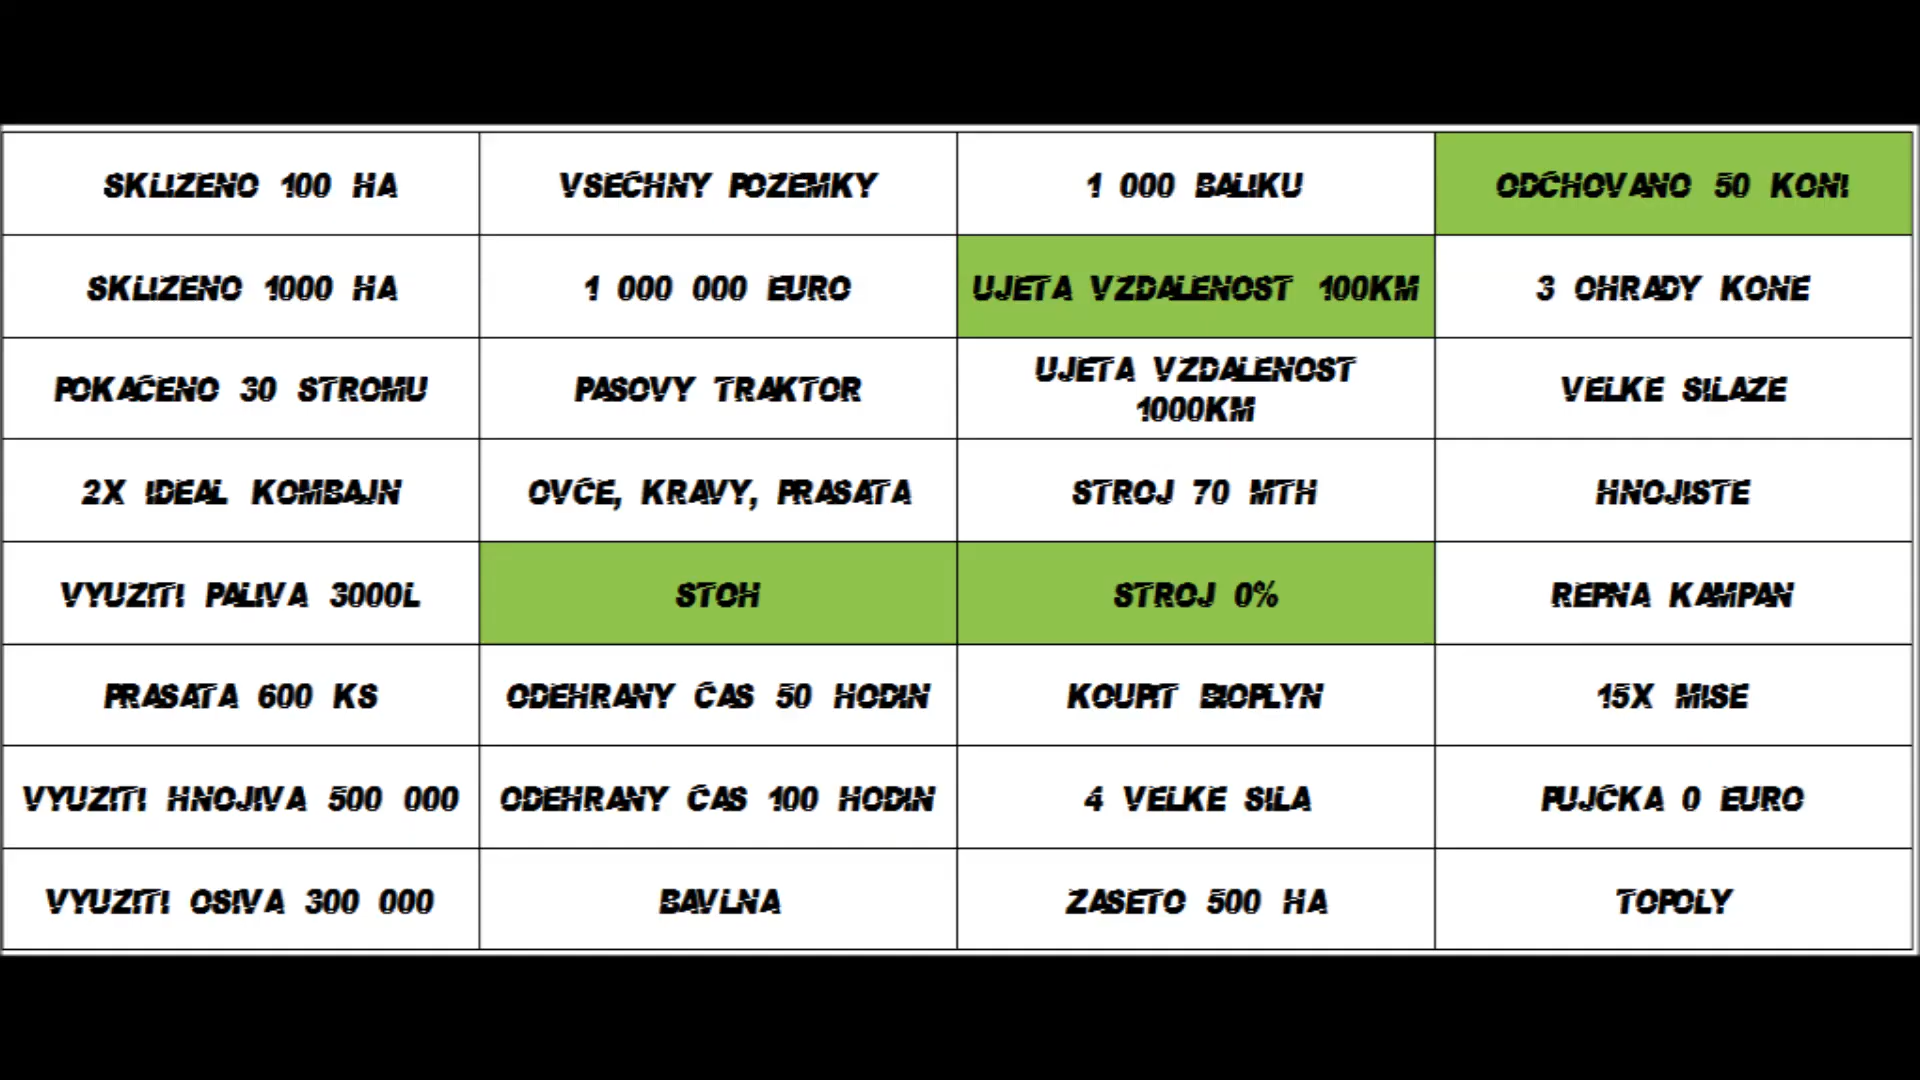 SKLIZENO 100 HA
VSECHNY POZEMKY
1 000 BALIKU
ODCHOVANO 50 KONI
SKLIZENO 1000 HA
1 000 000 EURO
UJETA VZDALENOST 100KM
3 OHRADY KONE
POKACENO 30 STROMU
PASOVY TRAKTOR
UJETA VZDALENOST
1000KM
VELKE SILAZE
2X IDEAL KOMBAJN
OVCE, KRAVY, PRASATA
STROJ 70 MTH
HNOJISTE
VYUZITI PALIVA 3000L
STOH
STROJ 0%
REPNA KAMPAN
PRASATA 600 KS
ODEHRANY CAS 50 HODIN
KOUPIT BIOPLYN
15X MISE
VYUZITI HNOJIVA 500 000
ODEHRANY CAS 100 HODIN
4 VELKE SILA
PUJCKA 0 EURO
VYUZITI OSIVA 300 000
BAVLNA
ZASETO 500 HA
TOPOLY